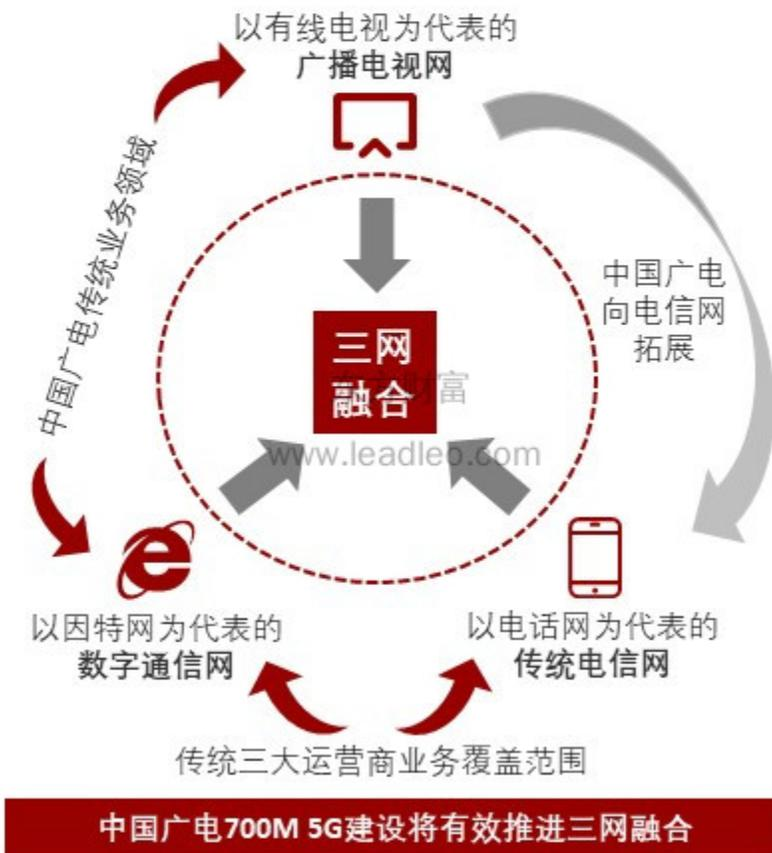 以有线电视为代表的
广播电视网
中国广电传统业务领域
中国广电
向电信网
拓展
三网
融合
www.leadleo.com
以因特网为代表的
数字通信网
以电话网为代表的
传统电信网
传统三大运营商业务覆盖范围
中国广电700M 5G建设将有效推进三网融合